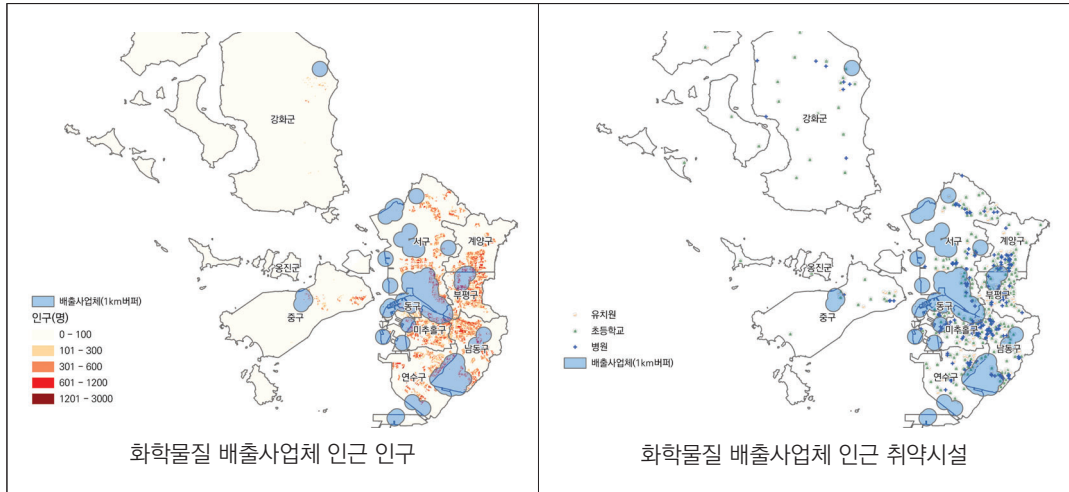 강화군
서구
계양구
옹진군
부평구
중구
동구
미추홀구
남동구
연수구
배출사업체(1km버퍼)
인구(명)
0 – 100
101 – 300
301 – 600
601 – 1200
1201 – 3000
화학물질 배출사업체 인근 인구
강화군
서구
계양구
옹진군
부평구
중구
동구
미추홀구
남동구
연수구
유치원
초등학교
병원
배출사업체(1km버퍼)
화학물질 배출사업체 인근 취약시설